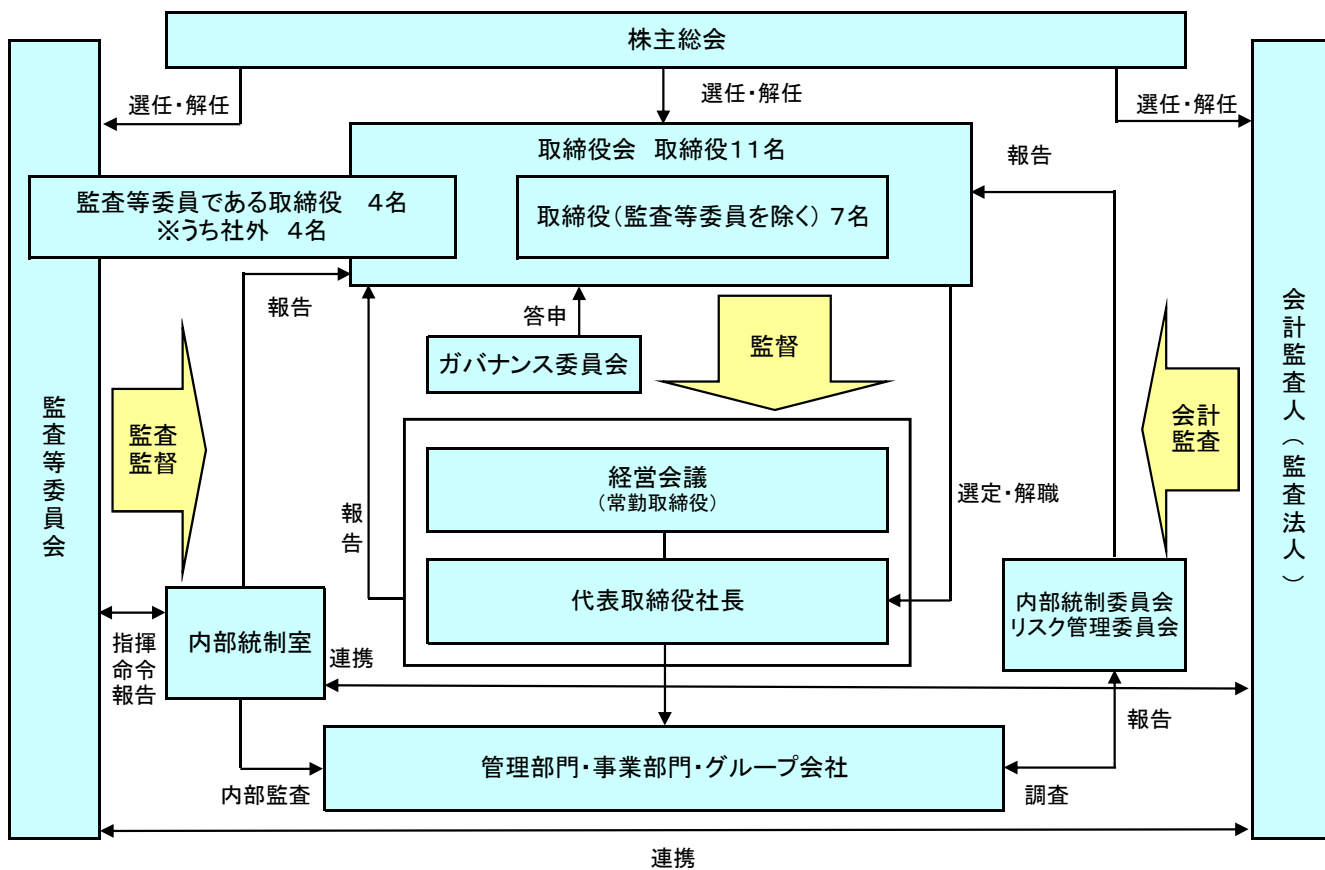 株主総会
選任・解任
選任・解任
選任・解任
取締役会　取締役11名
報告
監査等委員である取締役　4名
※うち社外　4名
取締役(監査等委員を除く) 7名
報告
答申
ガバナンス委員会
監督
監査等委員会
監査
監督
会計
監査
会計監査人（監査法人）
経営会議
（常勤取締役）
報告
選定・解職
代表取締役社長
内部統制室
内部統制委員会
リスク管理委員会
指揮
命令
報告
連携
報告
管理部門・事業部門・グループ会社
内部監査
調査
連携